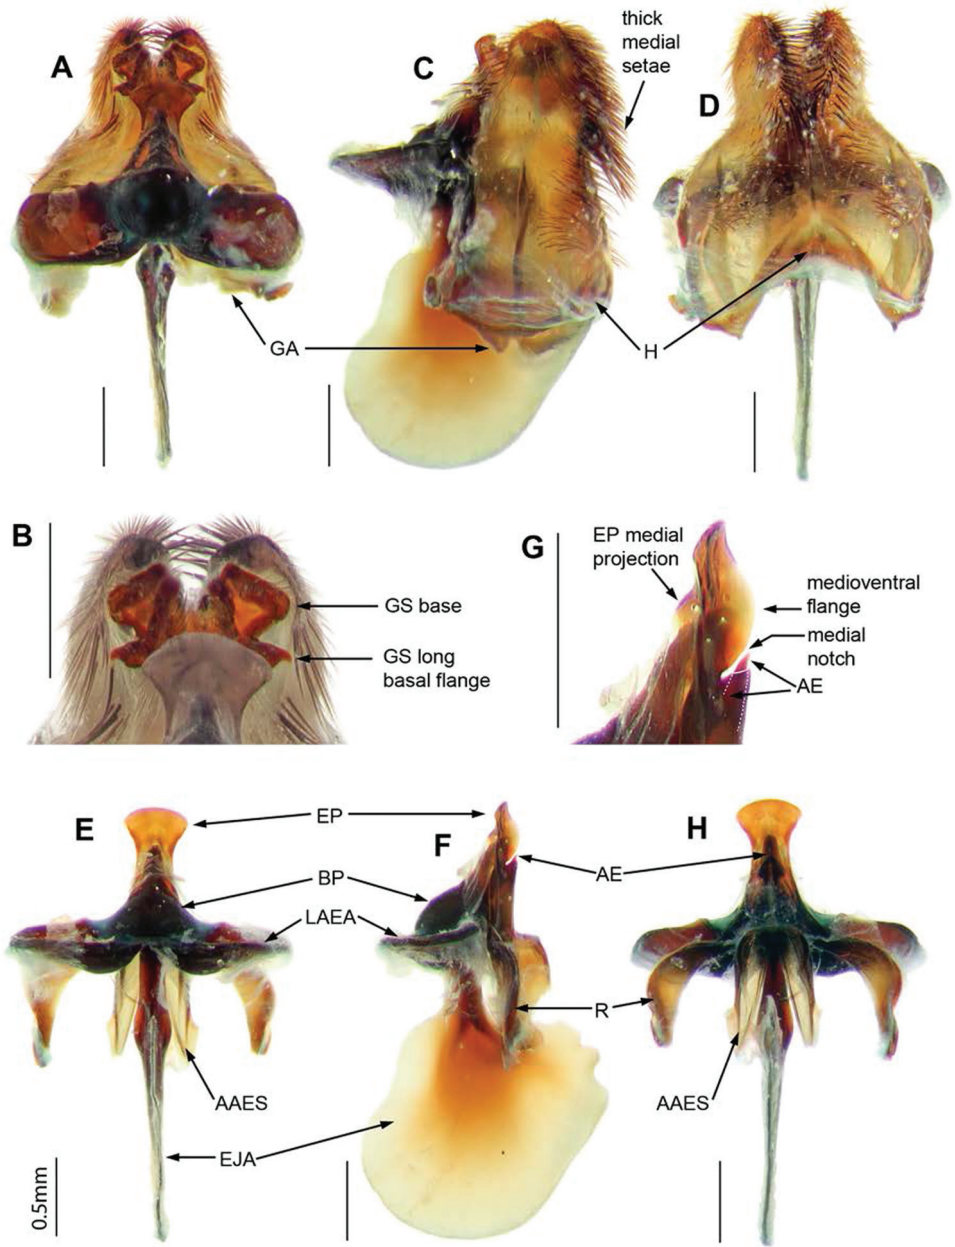 A
C
thick
medial
setae
D
GA
H
B
GS base
GS long
basal flange
G
EP medial
projection
medioventral
flange
medial
notch
AE
E
EP
F
H
BP
AE
LAEA
R
AAES
AAES
EJA
0.5mm